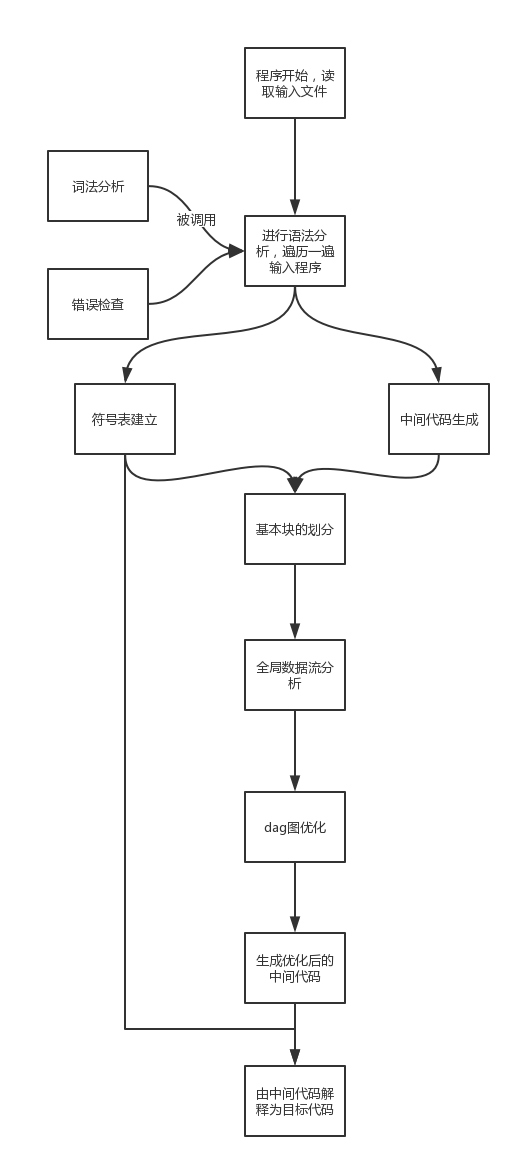 程序开始，读
取输入文件
词法分析
被调用
进行语法分
析，遍历一遍
输入程序
错误检查
符号表建立
中间代码生成
基本块的划分
全局数据流分
析
dag图优化
生成优化后的
中间代码
由中间代码解
释为目标代码